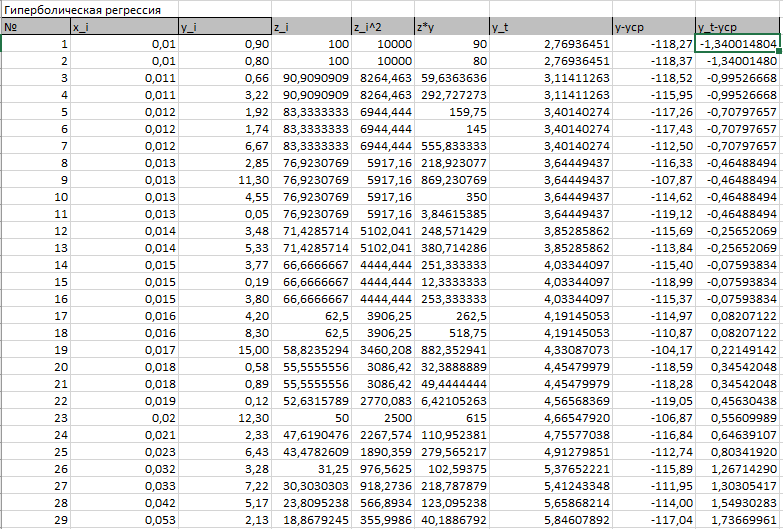 Гиперболическая регрессия
№ x_i y_i z_i z_i^2 z*y y_t y-yср y_t-yср
1 0,01 0,90 100 10000 90 2,76936451 -118,27 -1,340014804
2 0,01 0,80 100 10000 80 2,76936451 -118,37 -1,34001480
3 0,011 0,66 90,9090909 8264,463 59,6363636 3,11411263 -118,52 -0,99526668
4 0,011 3,22 90,9090909 8264,463 292,727273 3,11411263 -115,95 -0,99526668
5 0,012 1,92 83,3333333 6944,444 159,75 3,40140274 -117,26 -0,70797657
6 0,012 1,74 83,3333333 6944,444 145 3,40140274 -117,43 -0,70797657
7 0,012 6,67 83,3333333 6944,444 555,833333 3,40140274 -112,50 -0,70797657
8 0,013 2,85 76,9230769 5917,16 218,923077 3,64449437 -116,33 -0,46488494
9 0,013 11,30 76,9230769 5917,16 869,230769 3,64449437 -107,87 -0,46488494
10 0,013 4,55 76,9230769 5917,16 350 3,64449437 -114,62 -0,46488494
11 0,013 0,05 76,9230769 5917,16 3,84615385 3,64449437 -119,12 -0,46488494
12 0,014 3,48 71,4285714 5102,041 248,571429 3,85285862 -115,69 -0,25652069
13 0,014 5,33 71,4285714 5102,041 380,714286 3,85285862 -113,84 -0,25652069
14 0,015 3,77 66,6666667 4444,444 251,333333 4,03344097 -115,40 -0,07593834
15 0,015 0,19 66,6666667 4444,444 12,3333333 4,03344097 -118,99 -0,07593834
16 0,015 3,80 66,6666667 4444,444 253,333333 4,03344097 -115,37 -0,07593834
17 0,016 4,20 62,5 3906,25 262,5 4,19145053 -114,97 0,08207122
18 0,016 8,30 62,5 3906,25 518,75 4,19145053 -110,87 0,08207122
19 0,017 15,00 58,8235294 3460,208 882,352941 4,33087073 -104,17 0,22149142
20 0,018 0,58 55,5555556 3086,42 32,3888889 4,45479979 -118,59 0,34542048
21 0,018 0,89 55,5555556 3086,42 49,4444444 4,45479979 -118,28 0,34542048
22 0,019 0,12 52,6315789 2770,083 6,42105263 4,56568369 -119,05 0,45630438
23 0,02 12,30 50 2500 615 4,66547920 -106,87 0,55609989
24 0,021 2,33 47,6190476 2267,574 110,952381 4,75577038 -116,84 0,64639107
25 0,023 6,43 43,4782609 1890,359 279,565217 4,91279851 -112,74 0,80341920
26 0,032 3,28 31,25 976,5625 102,59375 5,37652221 -115,89 1,26714290
27 0,033 7,22 30,3030303 918,2736 218,787879 5,41243348 -111,95 1,30305417
28 0,042 5,17 23,8095238 566,8934 123,095238 5,65868214 -114,00 1,54930283
29 0,053 2,13 18,8679245 355,9986 40,1886792 5,84607892 -117,04 1,73669961